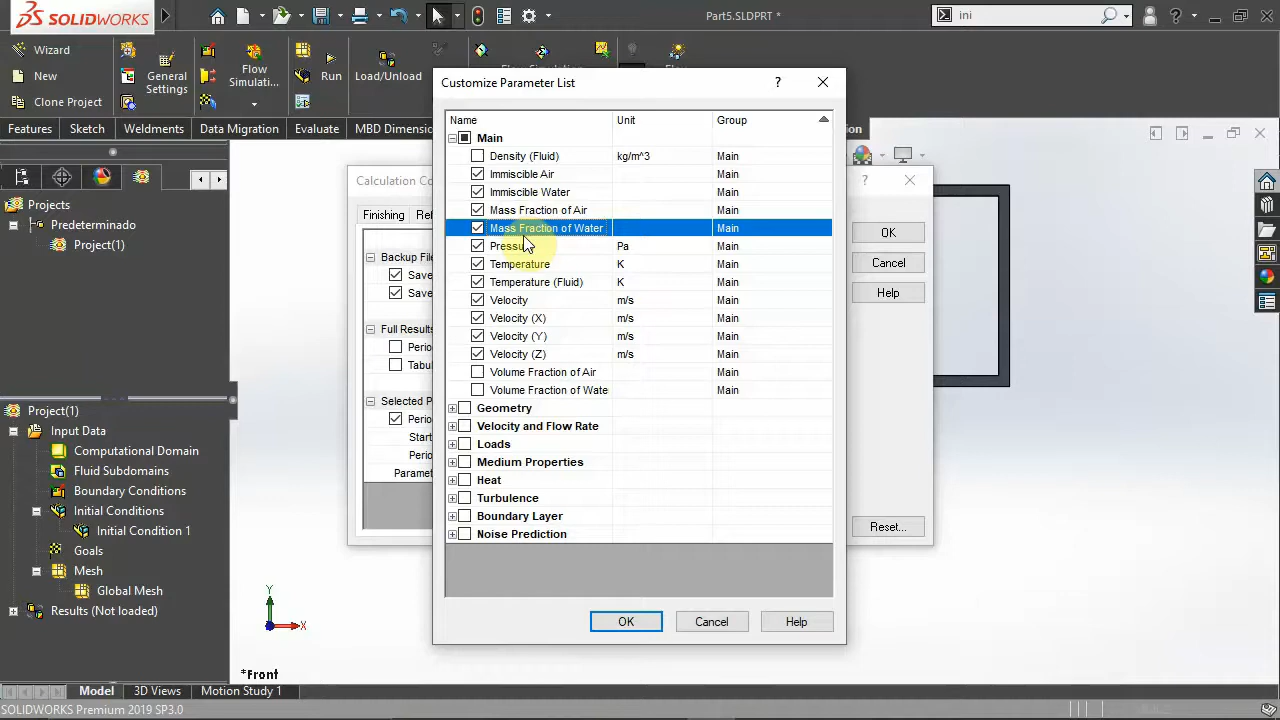 SOLIDWORKS
Part5.SLDPRT *
ini
Wizard
New
Clone Project
General Settings
Flow Simulati...
Run
Load/Unload
Features
Sketch
Weldments
Data Migration
Evaluate
MBD Dimensio
Projects
Predeterminado
Project(1)
Project(1)
Input Data
Computational Domain
Fluid Subdomains
Boundary Conditions
Initial Conditions
Initial Condition 1
Goals
Mesh
Global Mesh
Results (Not loaded)
Calculation Co
Finishing
Backup File
Save
Save
Full Results
Perio
Tabul
Selected P
Perio
Start
Perio
Paramet
Customize Parameter List
Name Unit Group
Main
Density (Fluid) kg/m^3 Main
Immiscible Air Main
Immiscible Water Main
Mass Fraction of Air Main
Mass Fraction of Water Main
Pressu Pa Main
Temperature K Main
Temperature (Fluid) K Main
Velocity m/s Main
Velocity (X) m/s Main
Velocity (Y) m/s Main
Velocity (Z) m/s Main
Volume Fraction of Air Main
Volume Fraction of Wate Main
Geometry
Velocity and Flow Rate
Loads
Medium Properties
Heat
Turbulence
Boundary Layer
Noise Prediction
OK Cancel Help
OK
Cancel
Help
Reset...
Y
X
*Front
Model
3D Views
Motion Study 1
SOLIDWORKS Premium 2019 SP3.0